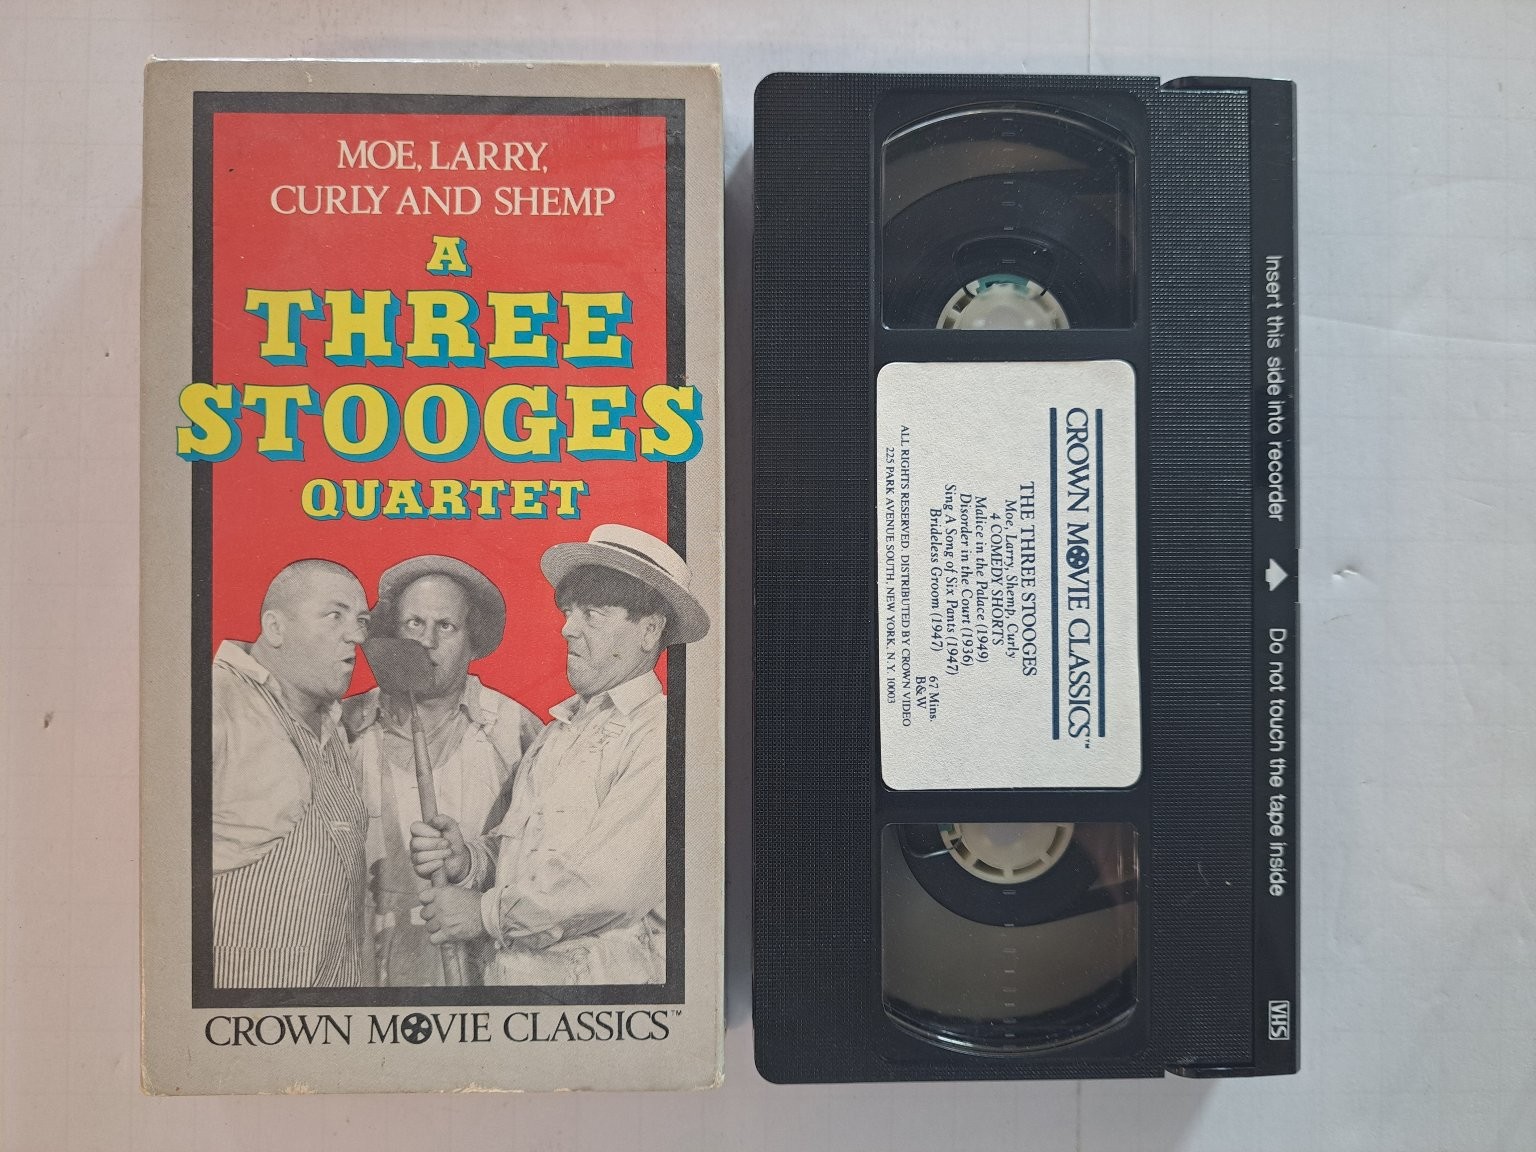 MOE, LARRY,
CURLY AND SHEMP
A
THREE
STOOGES
QUARTET
CROWN MOVIE CLASSICS™
CROWN MOVIE CLASSICS™
THE THREE STOOGES
Moe, Larry, Shemp, Curly
4 COMEDY SHORTS
Malice in the Palace (1949)
Disorder in the Court (1936)
Sing A Song of Six Pants (1947)
Brideless Groom (1947)
67 Mins.
B&W
ALL RIGHTS RESERVED. DISTRIBUTED BY CROWN VIDEO
225 PARK AVENUE SOUTH, NEW YORK, N.Y. 10003
Insert this side into recorder
Do not touch the tape inside
VHS